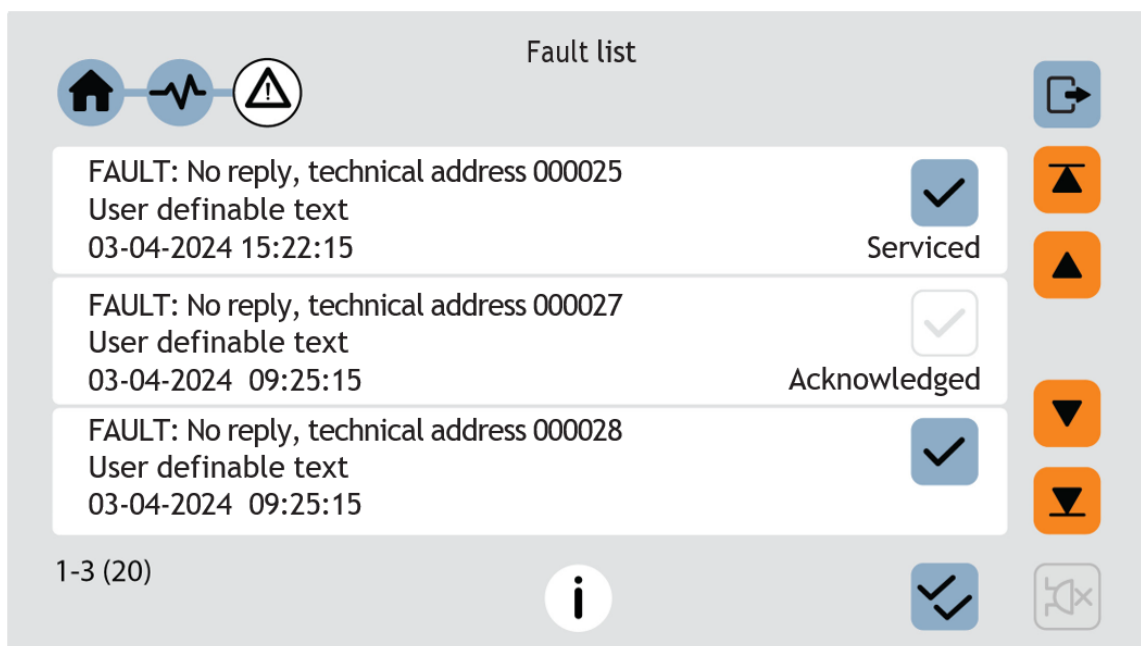 Fault list
FAULT: No reply, technical address 000025
User definable text
03-04-2024 15:22:15
Serviced
FAULT: No reply, technical address 000027
User definable text
03-04-2024 09:25:15
Acknowledged
FAULT: No reply, technical address 000028
User definable text
03-04-2024 09:25:15
1-3 (20)
i